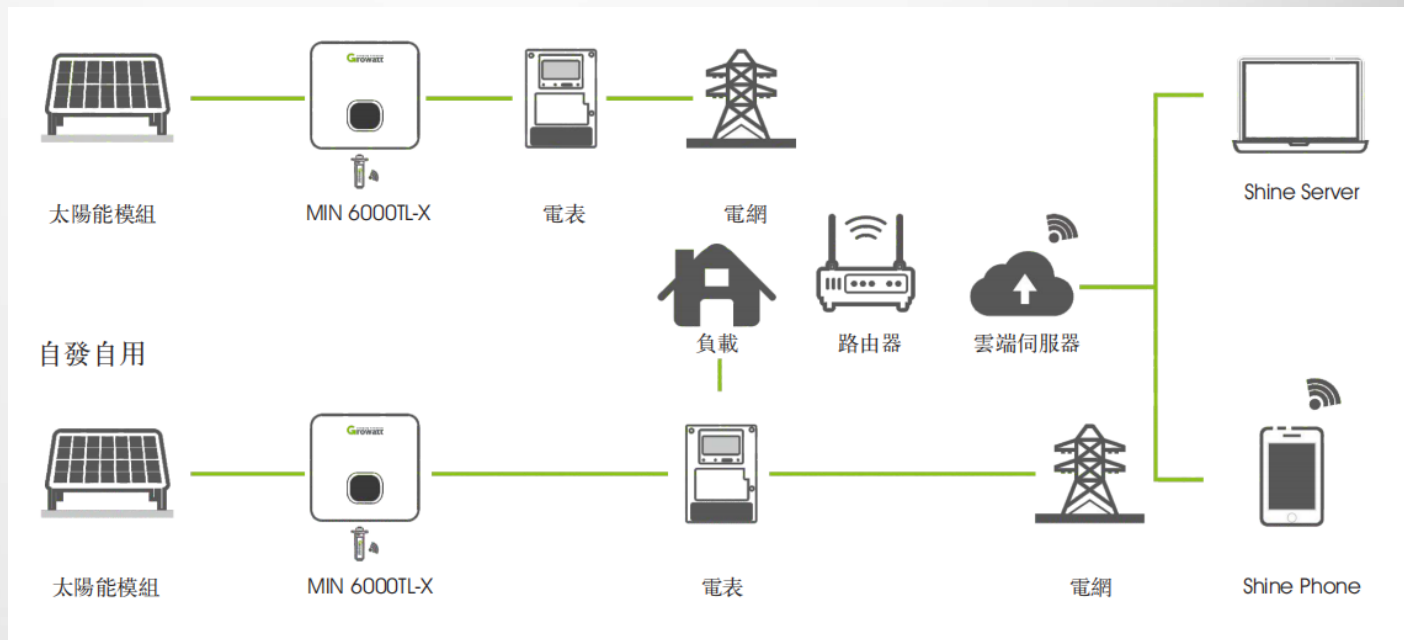 Growatt
Shine Server
太陽能模組
MIN 6000TL-X
電表
電網
負載
路由器
雲端伺服器
自發自用
Growatt
太陽能模組
MIN 6000TL-X
電表
電網
Shine Phone